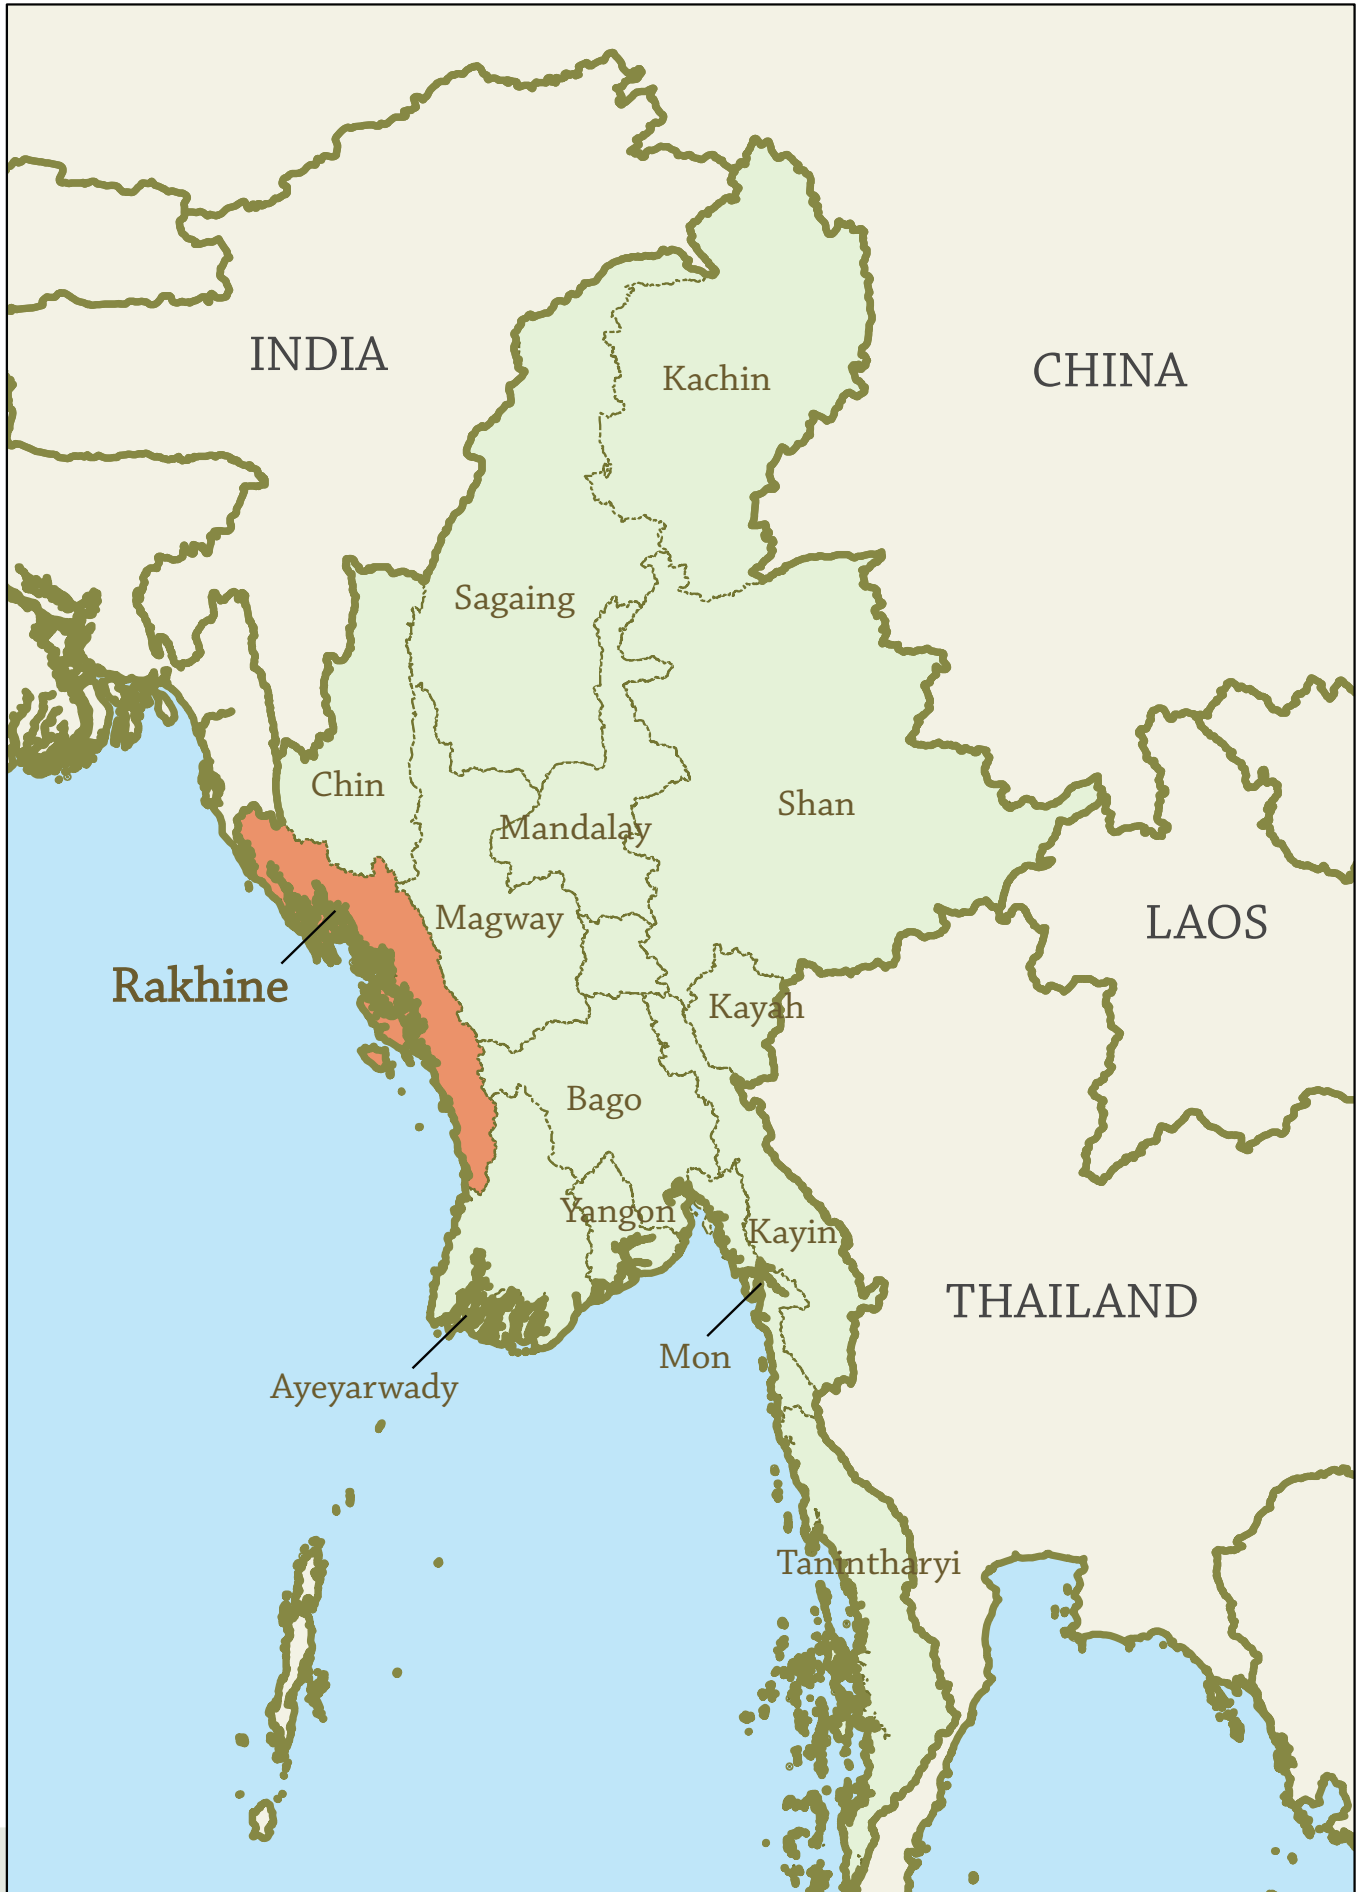 INDIA
CHINA
Kachin
Sagaing
Chin
Shan
Mandalay
Magway
LAOS
Rakhine
Kayah
Bago
Yangon
Kayin
THAILAND
Mon
Ayeyarwady
Tanintharyi